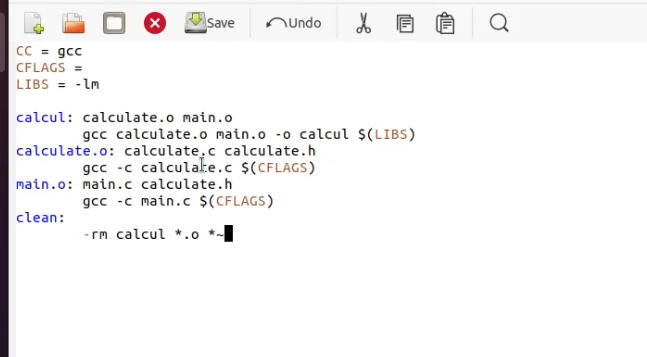 Save Undo
CC = gcc
CFLAGS =
LIBS = -lm
calcul: calculate.o main.o
gcc calculate.o main.o -o calcul $(LIBS)
calculate.o: calculate.c calculate.h
gcc -c calculate.c $(CFLAGS)
main.o: main.c calculate.h
gcc -c main.c $(CFLAGS)
clean:
-rm calcul *.o *~